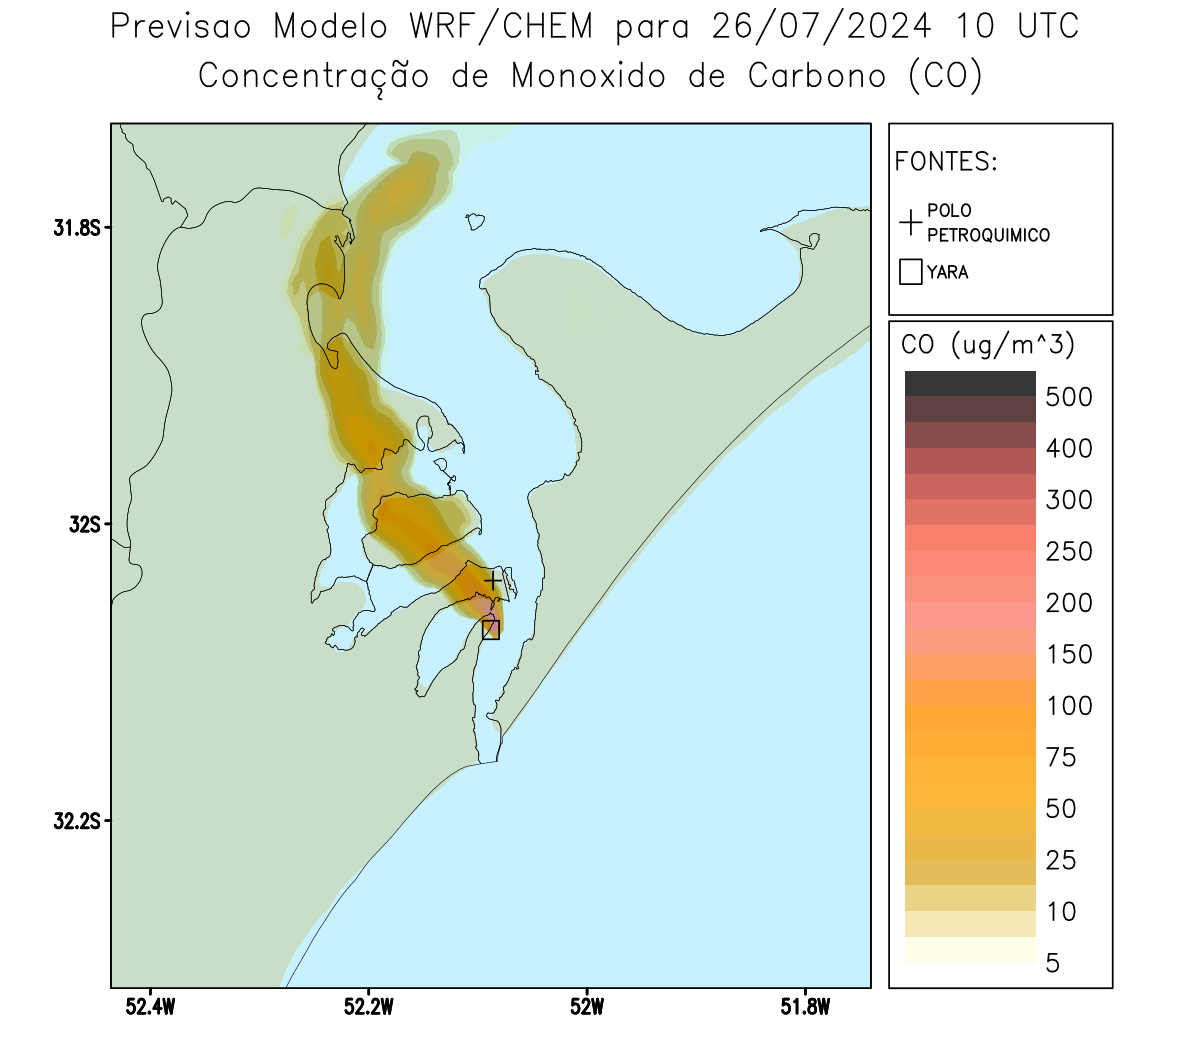 Previsao Modelo WRF/CHEM para 26/07/2024 10 UTC
Concentração de Monoxido de Carbono (CO)
FONTES:
POLO
PETROQUIMICO
YARA
CO (ug/m^3)
500
400
300
250
200
150
100
75
50
25
10
5
31.8S
32S
32.2S
52.4W
52.2W
52W
51.8W